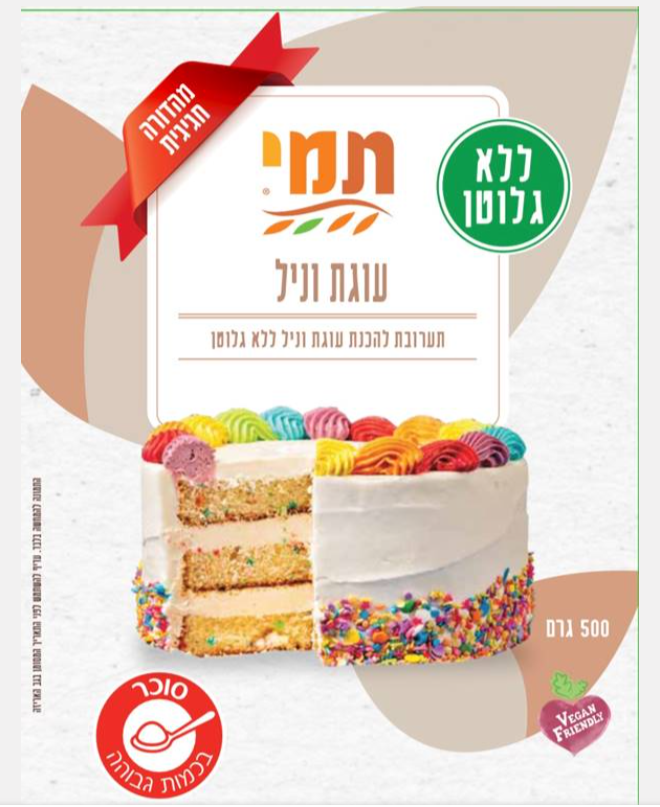 מהדורה
חגיגית
תמי
®
ללא
גלוטן
עוגת וניל
תערובת להכנת עוגת וניל ללא גלוטן
500 גרם
סוכר
בכמות גבוהה
VEGAN
FRIENDLY